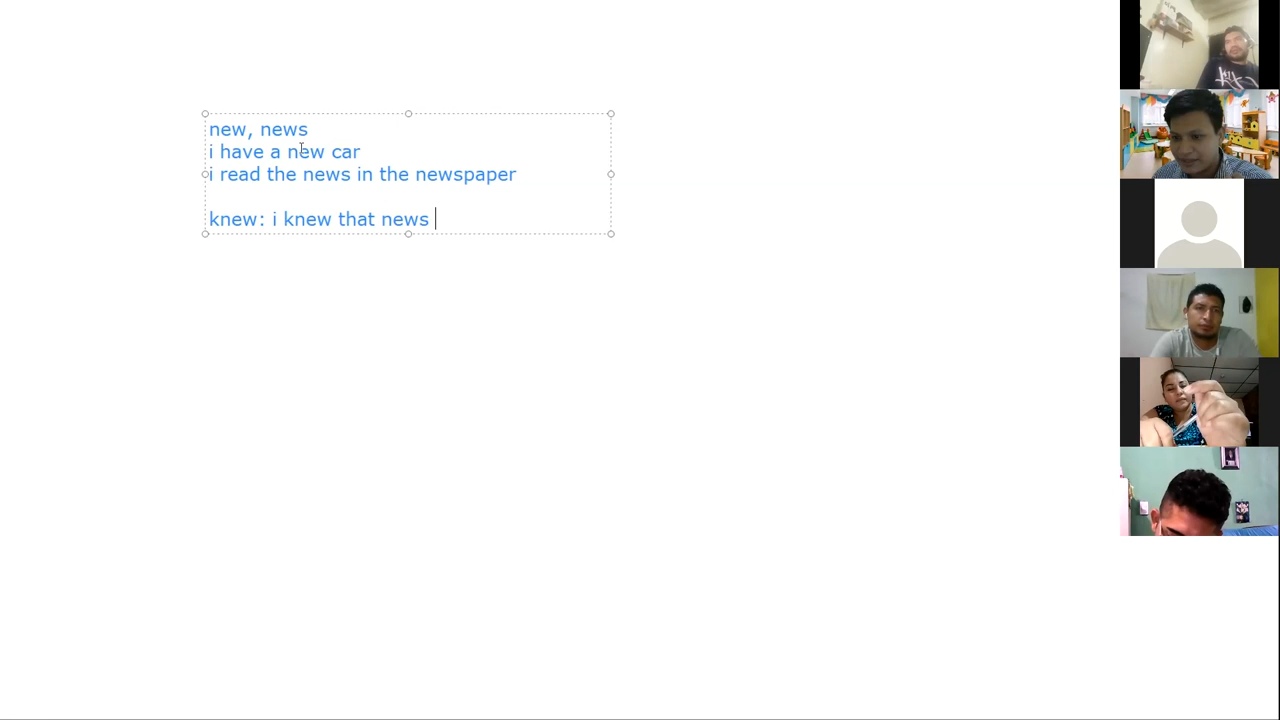 new, news
i have a new car
i read the news in the newspaper
knew: i knew that news